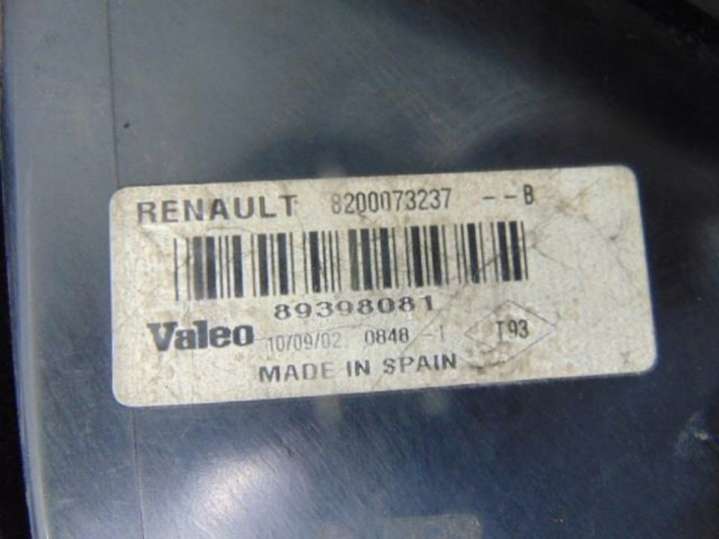 RENAULT 8200073237 --B
89398081
Valeo 10/09/02 0848 -1 T93
MADE IN SPAIN